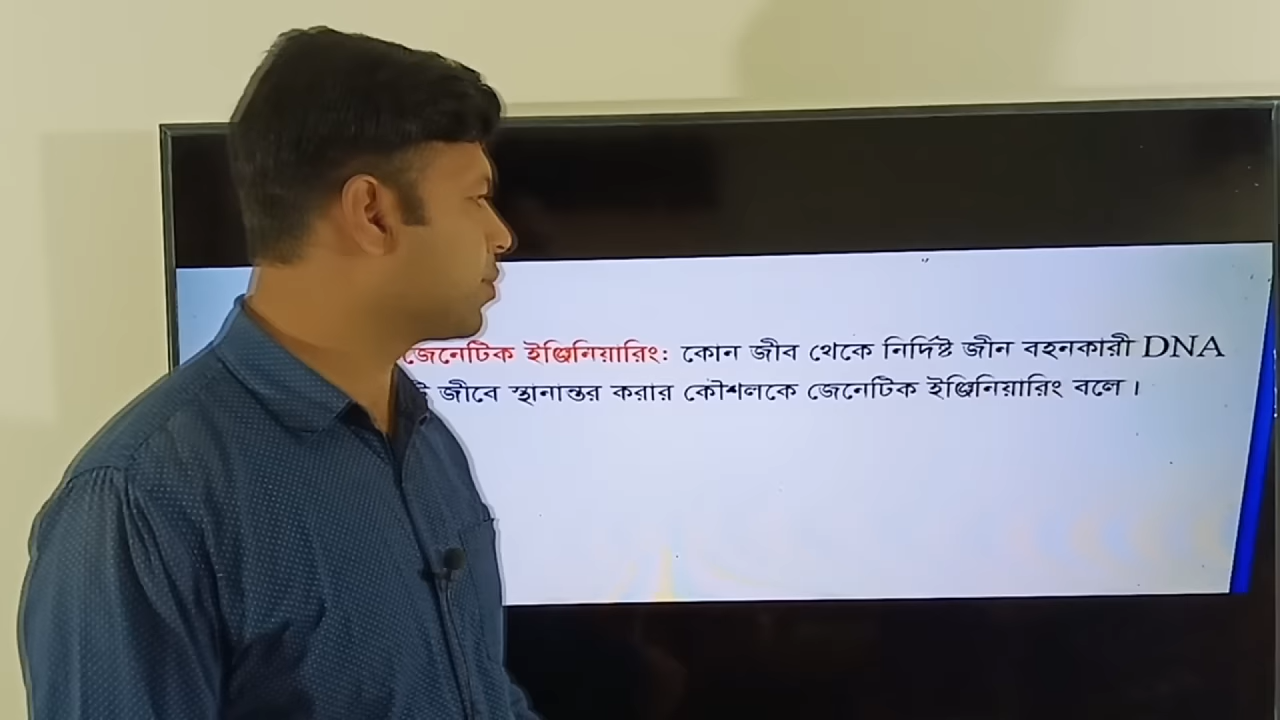 জেনেটিক ইঞ্জিনিয়ারিং: কোন জীব থেকে নির্দিষ্ট জীন বহনকারী DNA
জীবে স্থানান্তর করার কৌশলকে জেনেটিক ইঞ্জিনিয়ারিং বলে।